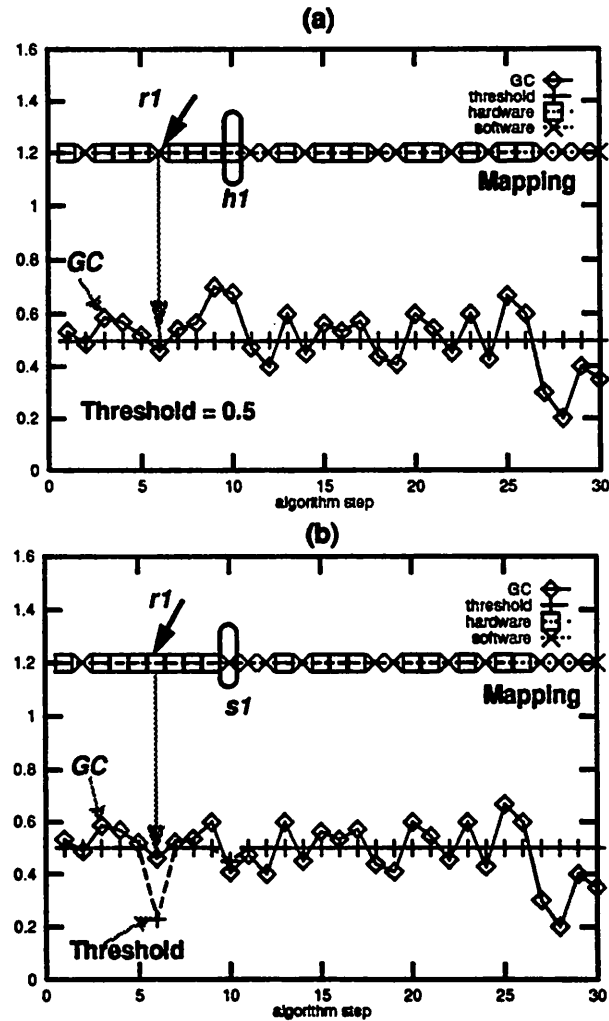 (a)
1.6
1.4
1.2
1
0.8
0.6
0.4
0.2
0
GC
threshold
hardware
software
r1
h1
Mapping
GC
Threshold = 0.5
0 5 10 15 20 25 30
algorithm step
(b)
1.6
1.4
1.2
1
0.8
0.6
0.4
0.2
0
GC
threshold
hardware
software
r1
s1
Mapping
GC
Threshold
0 5 10 15 20 25 30
algorithm step